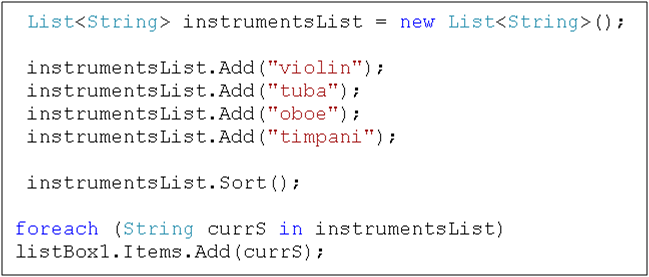 List<String> instrumentsList = new List<String>();
instrumentsList.Add("violin");
instrumentsList.Add("tuba");
instrumentsList.Add("oboe");
instrumentsList.Add("timpani");
instrumentsList.Sort();
foreach (String currS in instrumentsList)
listBox1.Items.Add(currS);